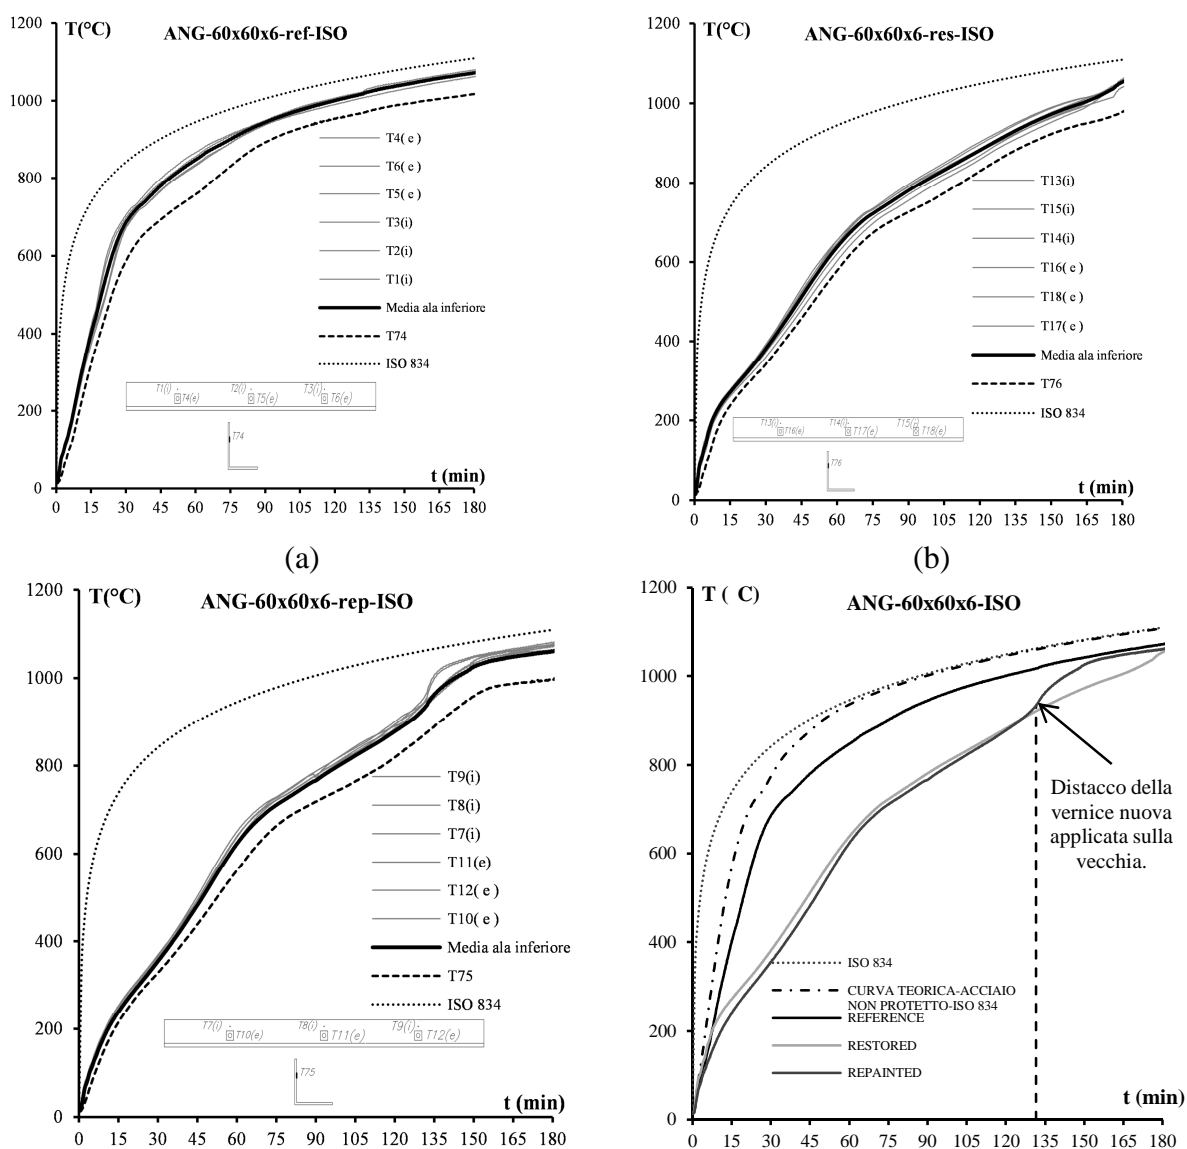 T(°C)
ANG-60x60x6-ref-ISO
1200
1000
800
600
400
200
0
T4( e )
T6( e )
T5( e )
T3(i)
T2(i)
T1(i)
Media ala inferiore
T74
ISO 834
T1(i)
T2(i)
T3(i)
T4(e)
T5(e)
T6(e)
T74
t (min)
0 15 30 45 60 75 90 105 120 135 150 165 180
(a)
T(°C)
ANG-60x60x6-res-ISO
1200
1000
800
600
400
200
0
T13(i)
T15(i)
T14(i)
T16( e )
T18( e )
T17( e )
Media ala inferiore
T76
ISO 834
T13(i)
T14(i)
T15(i)
T16(e)
T17(e)
T18(e)
T76
t (min)
0 15 30 45 60 75 90 105 120 135 150 165 180
(b)
T(°C)
ANG-60x60x6-rep-ISO
1200
1000
800
600
400
200
0
T9(i)
T8(i)
T7(i)
T11(e)
T12( e )
T10( e )
Media ala inferiore
T75
ISO 834
T7(i)
T8(i)
T9(i)
T10(e)
T11(e)
T12(e)
T75
t (min)
0 15 30 45 60 75 90 105 120 135 150 165 180
T ( C)
ANG-60x60x6-ISO
1200
1000
800
600
400
200
0
Distacco della
vernice nuova
applicata sulla
vecchia.
ISO 834
CURVA TEORICA-ACCIAIO
NON PROTETTO-ISO 834
REFERENCE
RESTORED
REPAINTED
t (min)
0 15 30 45 60 75 90 105 120 135 150 165 180